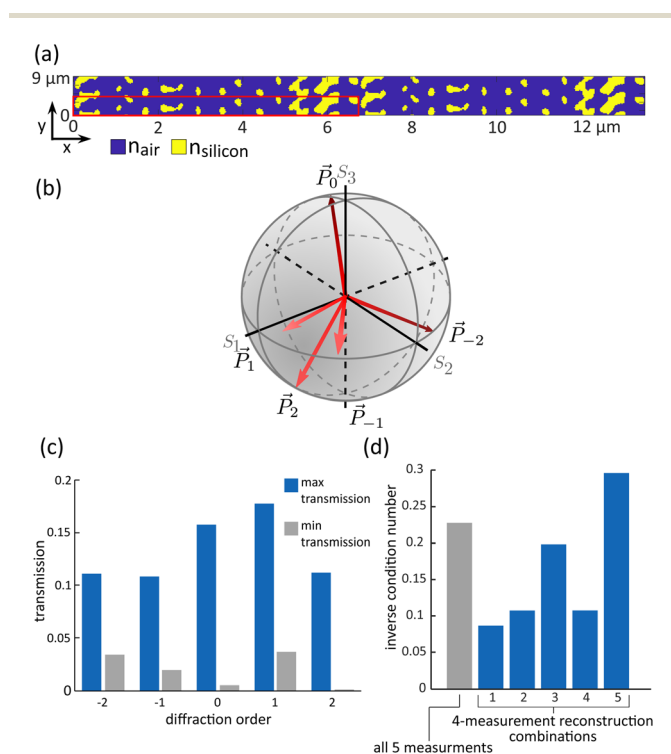 (a)
9 μm
0
y
x
0 2 4 6 8 10 12 μm
n_air n_silicon
(b)
P⃗_0
S_3
S_1
P⃗_1
P⃗_2
P⃗_{-1}
S_2
P⃗_{-2}
(c)
0.2
0.15
0.1
0.05
0
transmission
max
transmission
min
transmission
-2 -1 0 1 2
diffraction order
(d)
0.3
0.25
0.2
0.15
0.1
0.05
0
inverse condition number
1 2 3 4 5
4-measurement reconstruction
combinations
all 5 measurments